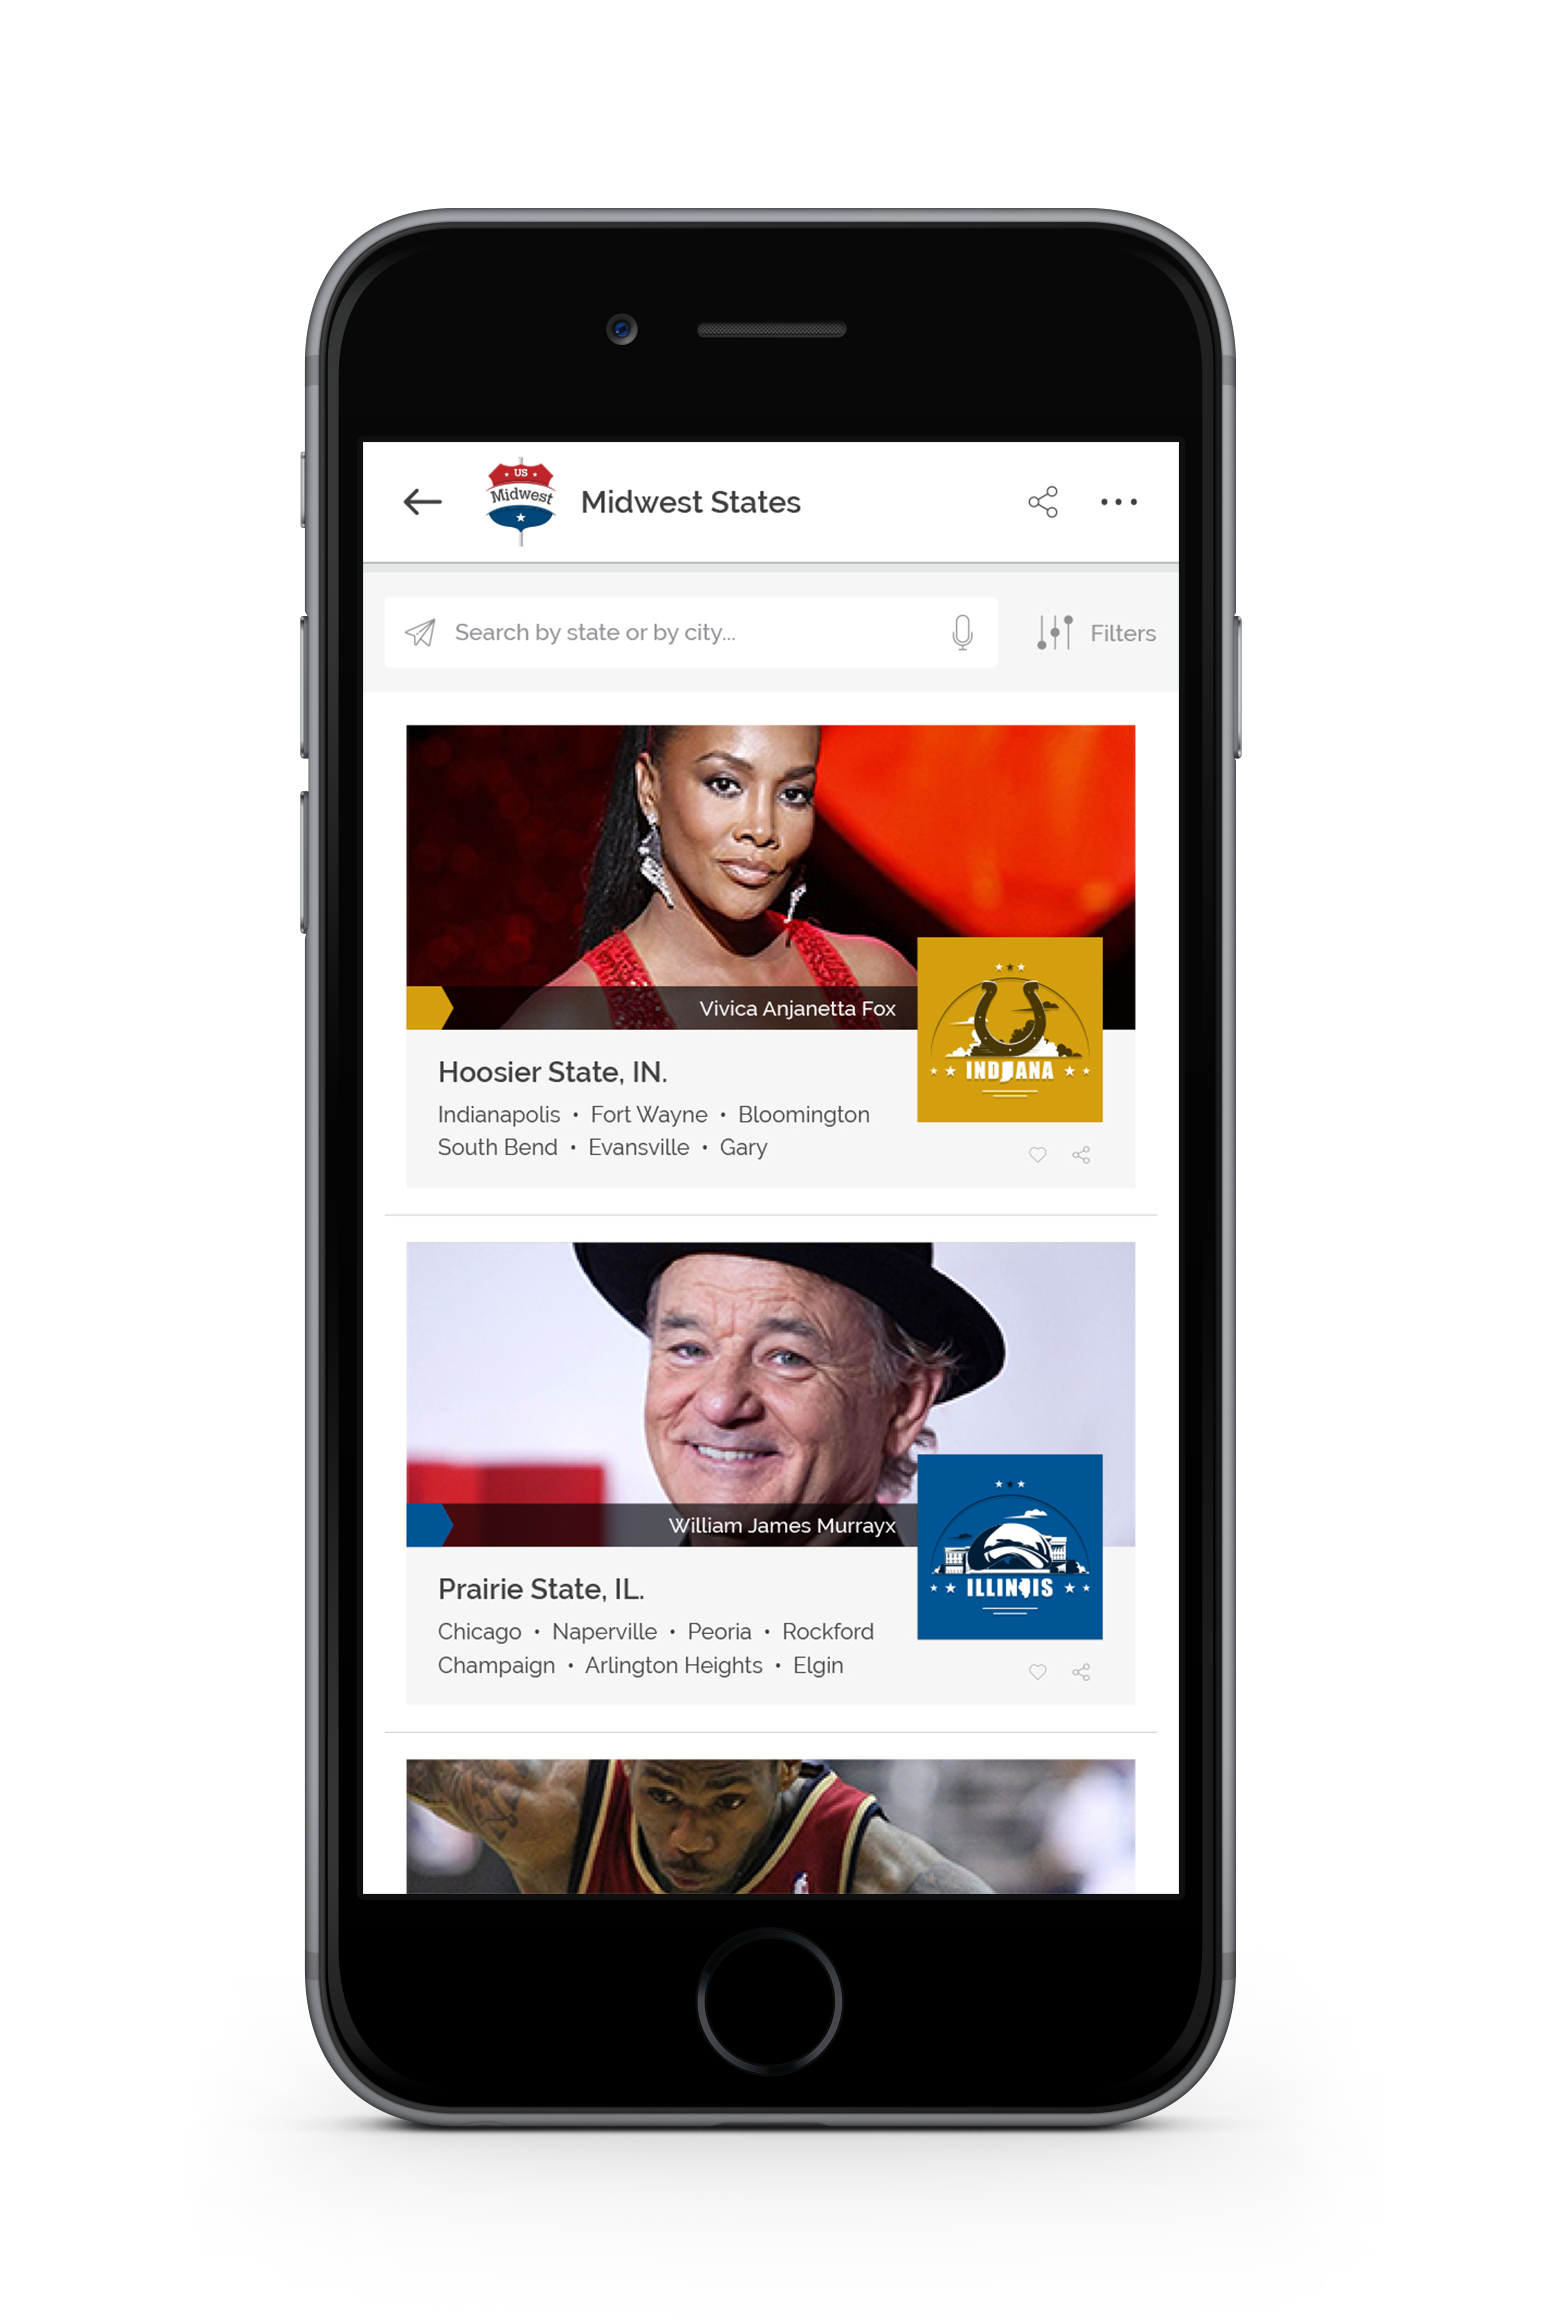 US
Midwest
Midwest States
Search by state or by city...
Filters
Vivica Anjanetta Fox
INDIANA
Hoosier State, IN.
Indianapolis • Fort Wayne • Bloomington
South Bend • Evansville • Gary
William James Murrayx
ILLINOIS
Prairie State, IL.
Chicago • Naperville • Peoria • Rockford
Champaign • Arlington Heights • Elgin